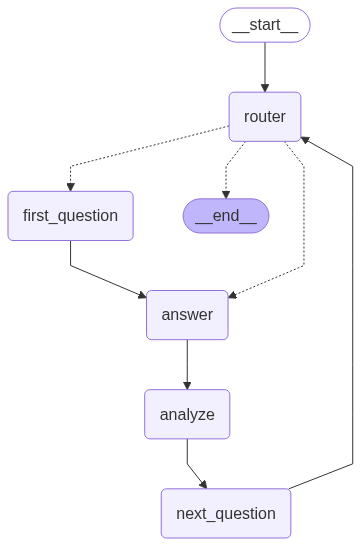 __start__
router
first_question
__end__
answer
analyze
next_question